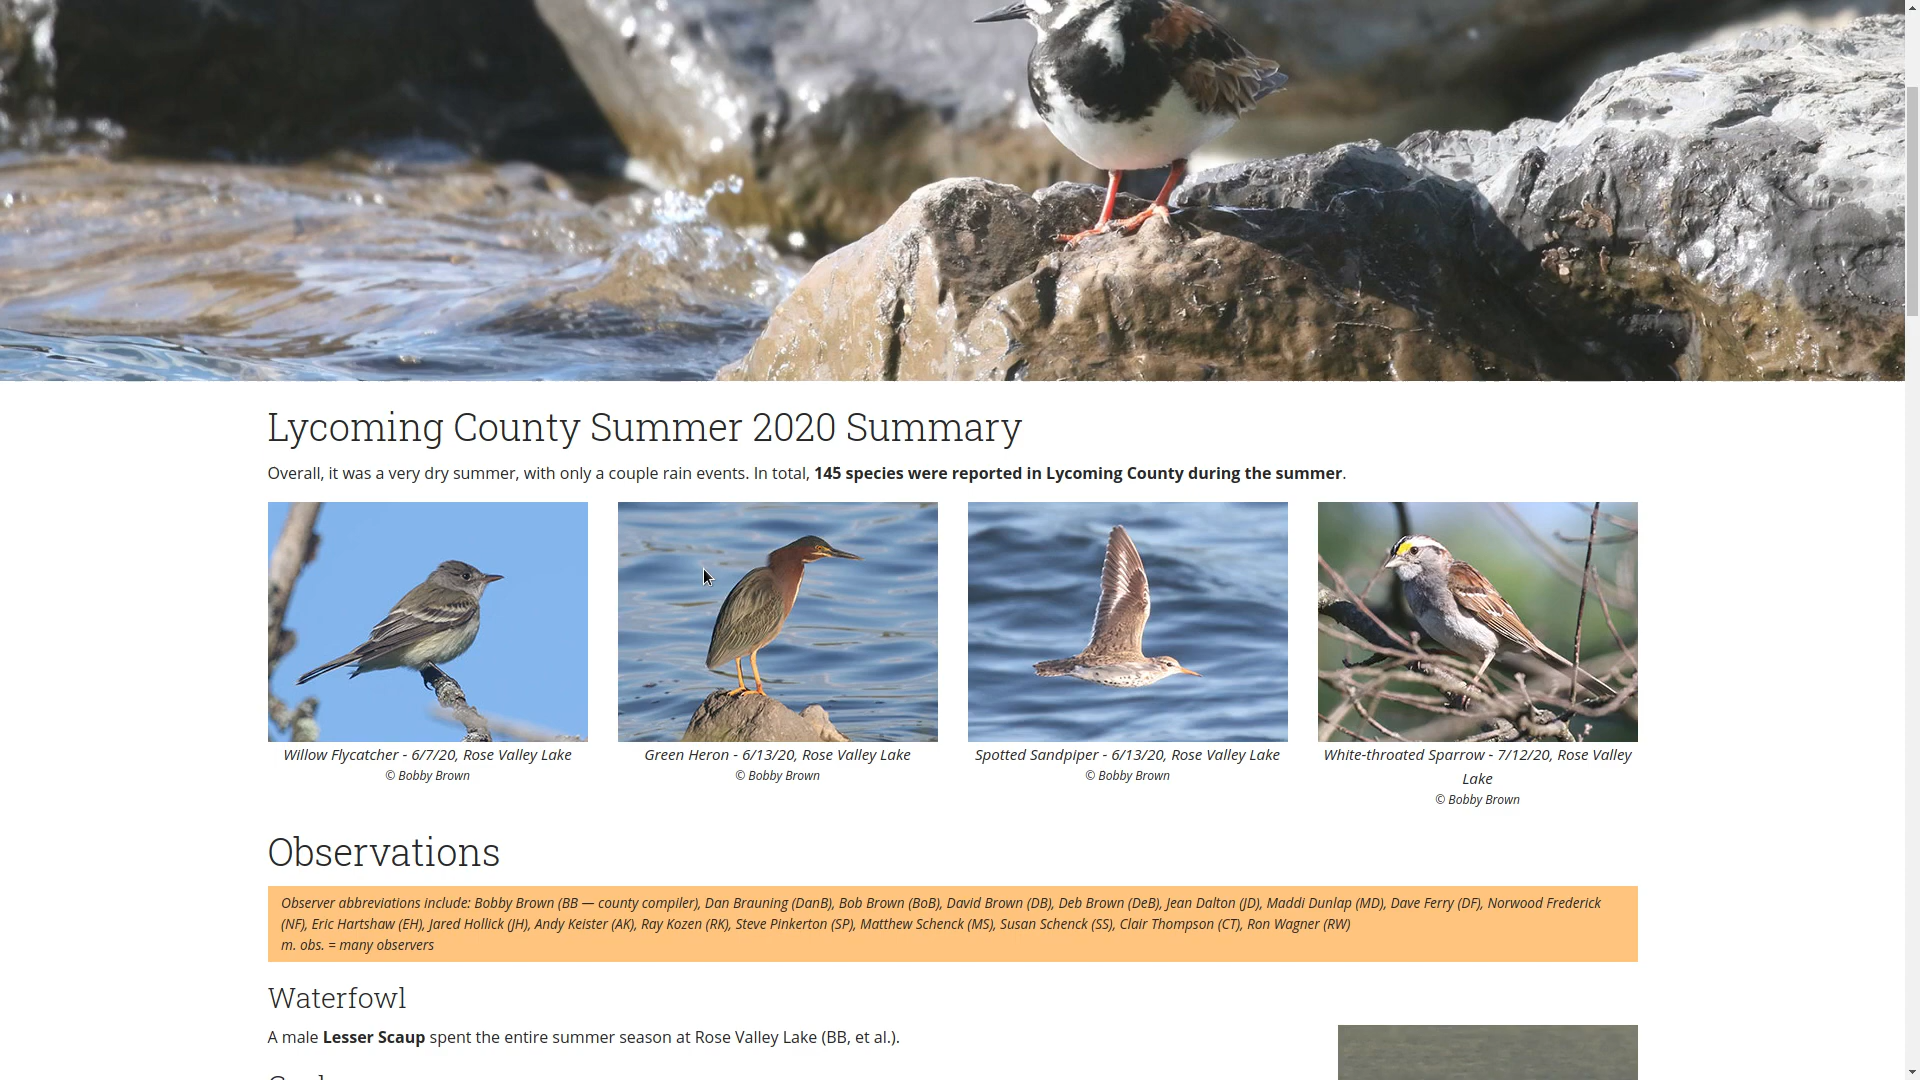 Lycoming County Summer 2020 Summary
Overall, it was a very dry summer, with only a couple rain events. In total, 145 species were reported in Lycoming County during the summer.
Willow Flycatcher - 6/7/20, Rose Valley Lake
© Bobby Brown
Green Heron - 6/13/20, Rose Valley Lake
© Bobby Brown
Spotted Sandpiper - 6/13/20, Rose Valley Lake
© Bobby Brown
White-throated Sparrow - 7/12/20, Rose Valley
Lake
© Bobby Brown
Observations
Observer abbreviations include: Bobby Brown (BB — county compiler), Dan Brauning (DanB), Bob Brown (BoB), David Brown (DB), Deb Brown (DeB), Jean Dalton (JD), Maddi Dunlap (MD), Dave Ferry (DF), Norwood Frederick
(NF), Eric Hartshaw (EH), Jared Hollick (JH), Andy Keister (AK), Ray Kozen (RK), Steve Pinkerton (SP), Matthew Schenck (MS), Susan Schenck (SS), Clair Thompson (CT), Ron Wagner (RW)
m. obs. = many observers
Waterfowl
A male Lesser Scaup spent the entire summer season at Rose Valley Lake (BB, et al.).